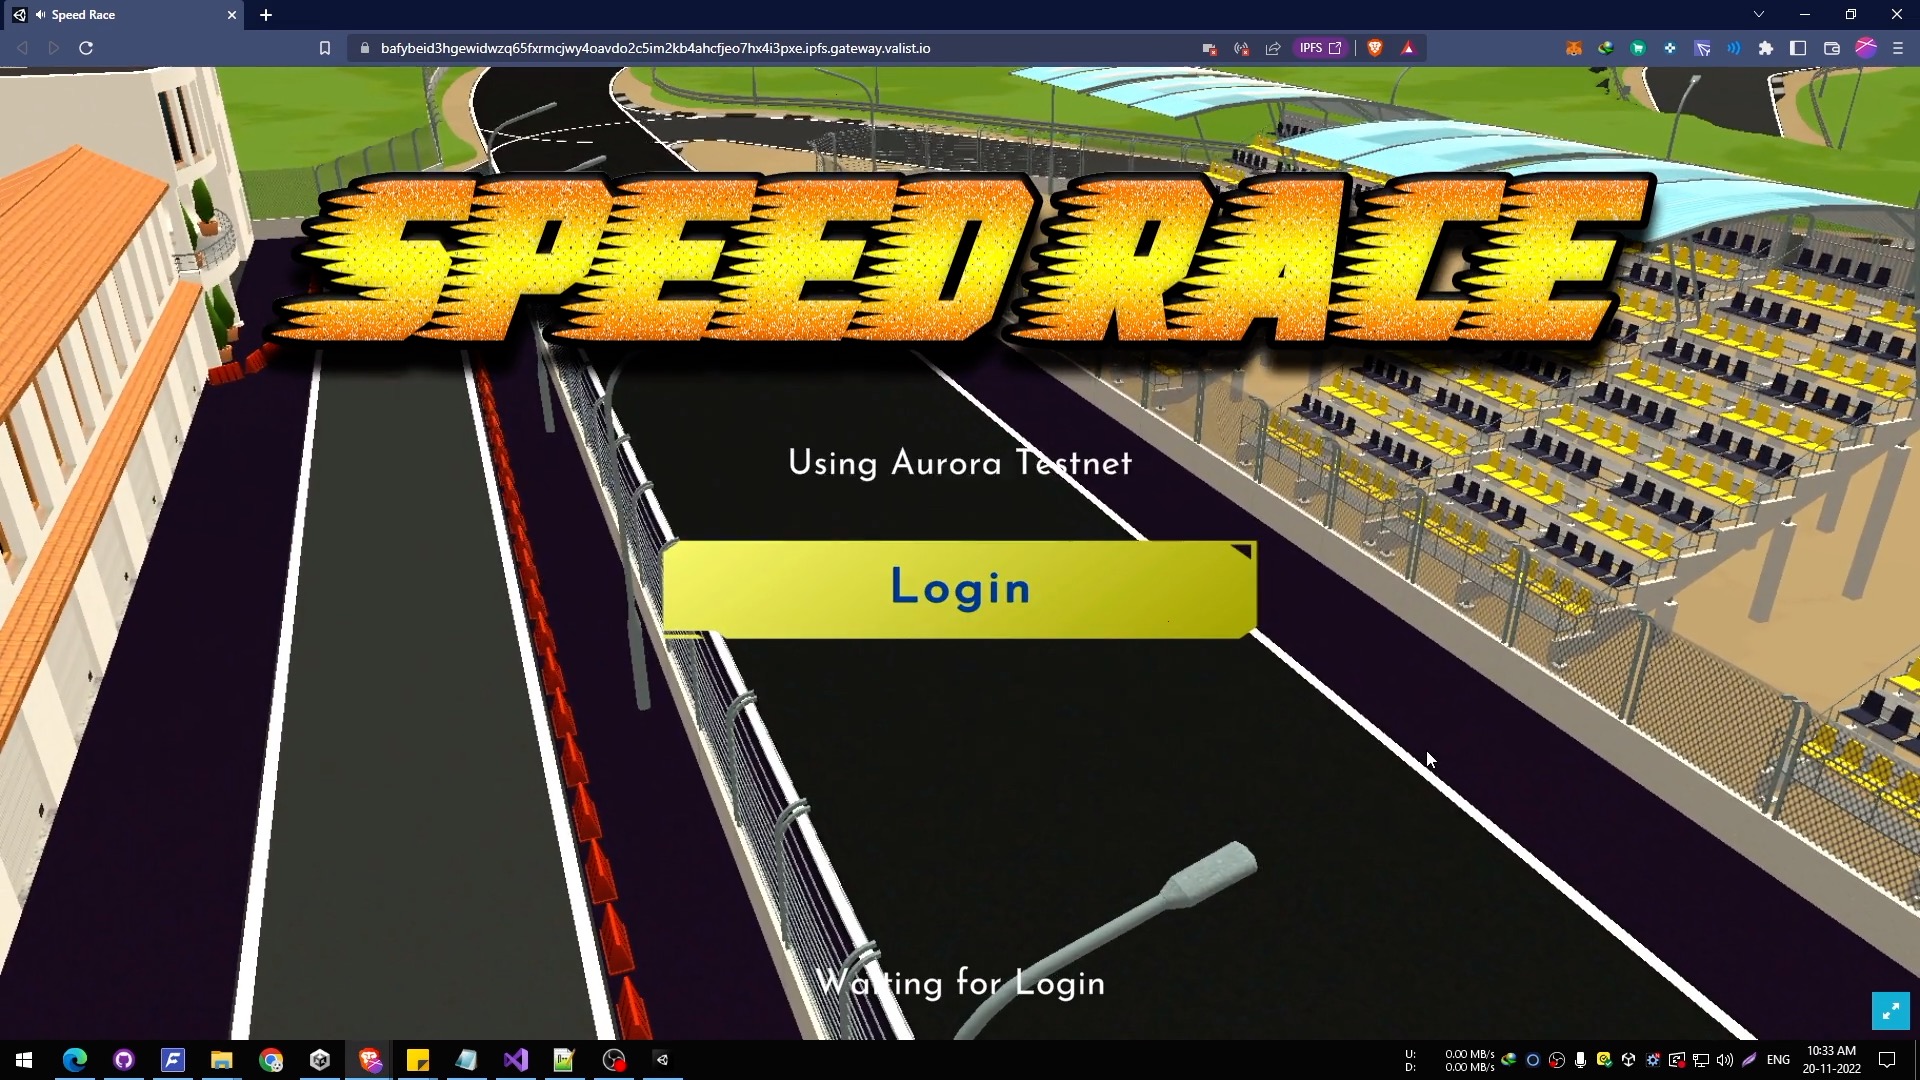 Speed Race
bafybeid3hgewidwzq65fxrmcjwy4oavdo2c5im2kb4ahcfjeo7hx4i3pxe.ipfs.gateway.valist.io
IPFS
SPEED RACE
Using Aurora Testnet
Login
Waiting for Login
U: 0.00 MB/s
D: 0.00 MB/s
ENG
10:33 AM
20-11-2022